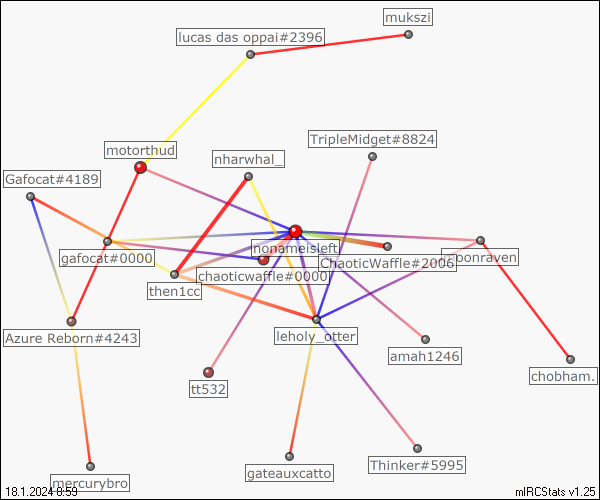 mukszi
lucas das oppai#2396
TripleMidget#8824
motorthud
nharwhal_
Gafocat#4189
nonameisleft
gafocat#0000
ChaoticWaffle#2006
chaoticwaffle#0000
then1cc
leholy_otter
Azure Reborn#4243
amah1246
chobham.
tt532
Thinker#5995
gateauxcatto
mercurybro
18.1.2024 8:59
mIRCStats v1.25